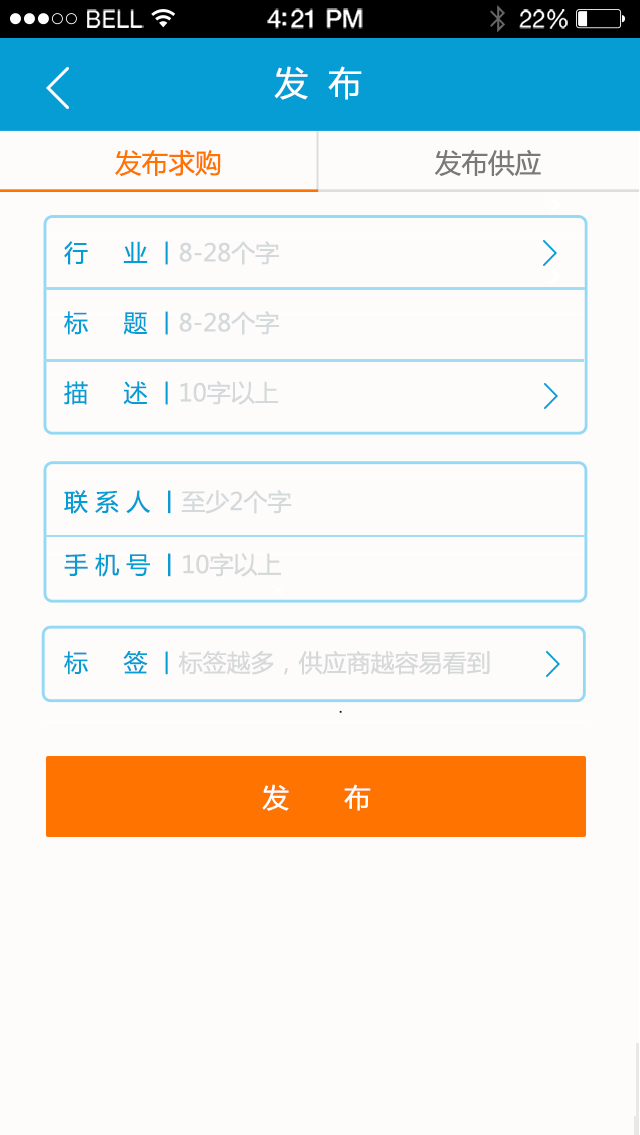 BELL 4:21 PM 22%
发 布
发布求购 发布供应
行 业 | 8-28个字
标 题 | 8-28个字
描 述 | 10字以上
联系人 | 至少2个字
手机号 | 10字以上
标 签 | 标签越多，供应商越容易看到
发 布